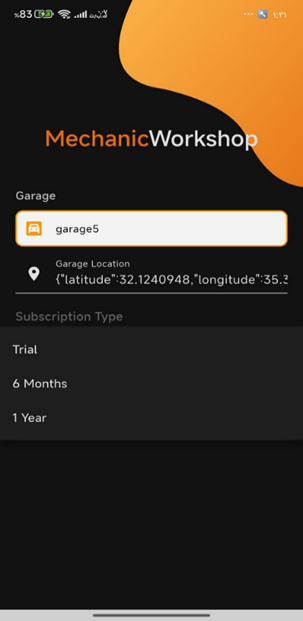 %83
١:٢١
MechanicWorkshop
Garage
garage5
Garage Location
{"latitude":32.1240948,"longitude":35.3
Subscription Type
Trial
6 Months
1 Year